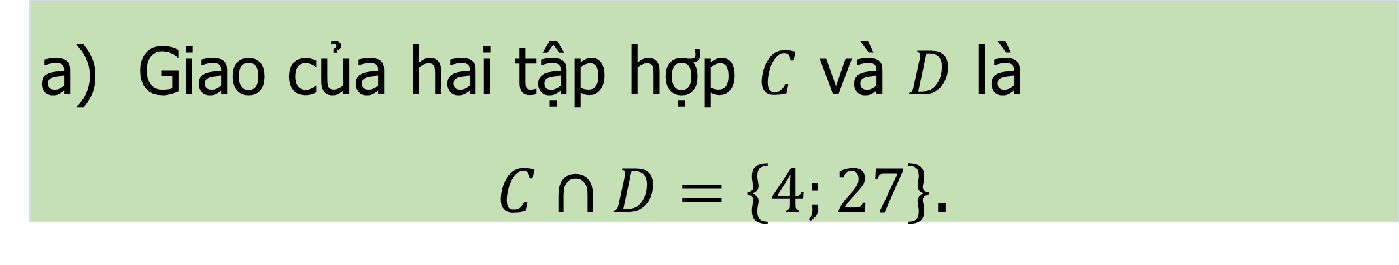 a) Giao của hai tập hợp C và D là
C ∩ D = {4; 27}.